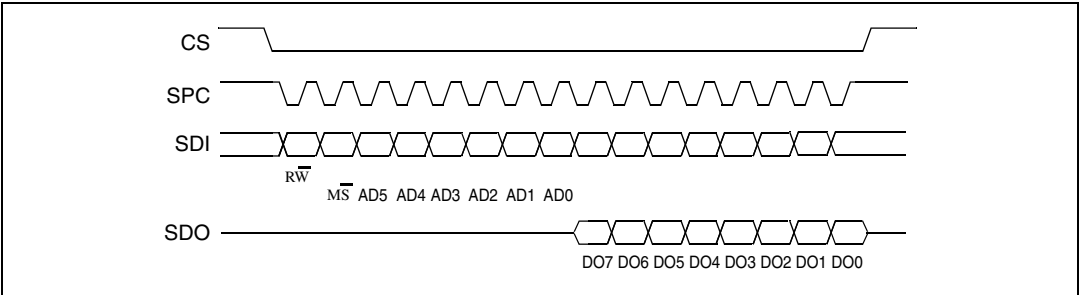 CS
SPC
SDI
RW̅
MS̅ AD5 AD4 AD3 AD2 AD1 AD0
SDO
DO7 DO6 DO5 DO4 DO3 DO2 DO1 DO0